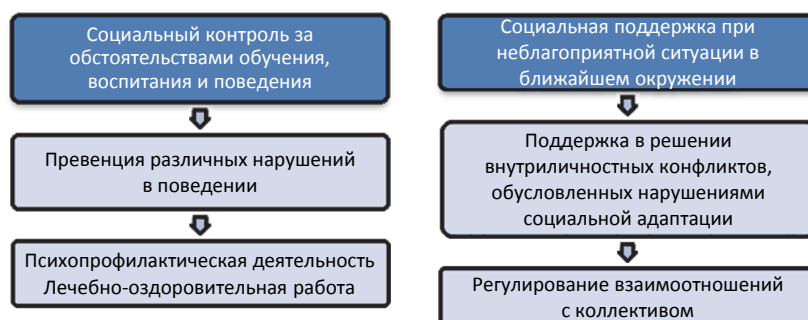 Социальный контроль за
обстоятельствами обучения,
воспитания и поведения
Превенция различных нарушений
в поведении
Психопрофилактическая деятельность
Лечебно-оздоровительная работа
Социальная поддержка при
неблагоприятной ситуации в
ближайшем окружении
Поддержка в решении
внутриличностных конфликтов,
обусловленных нарушениями
социальной адаптации
Регулирование взаимоотношений
с коллективом